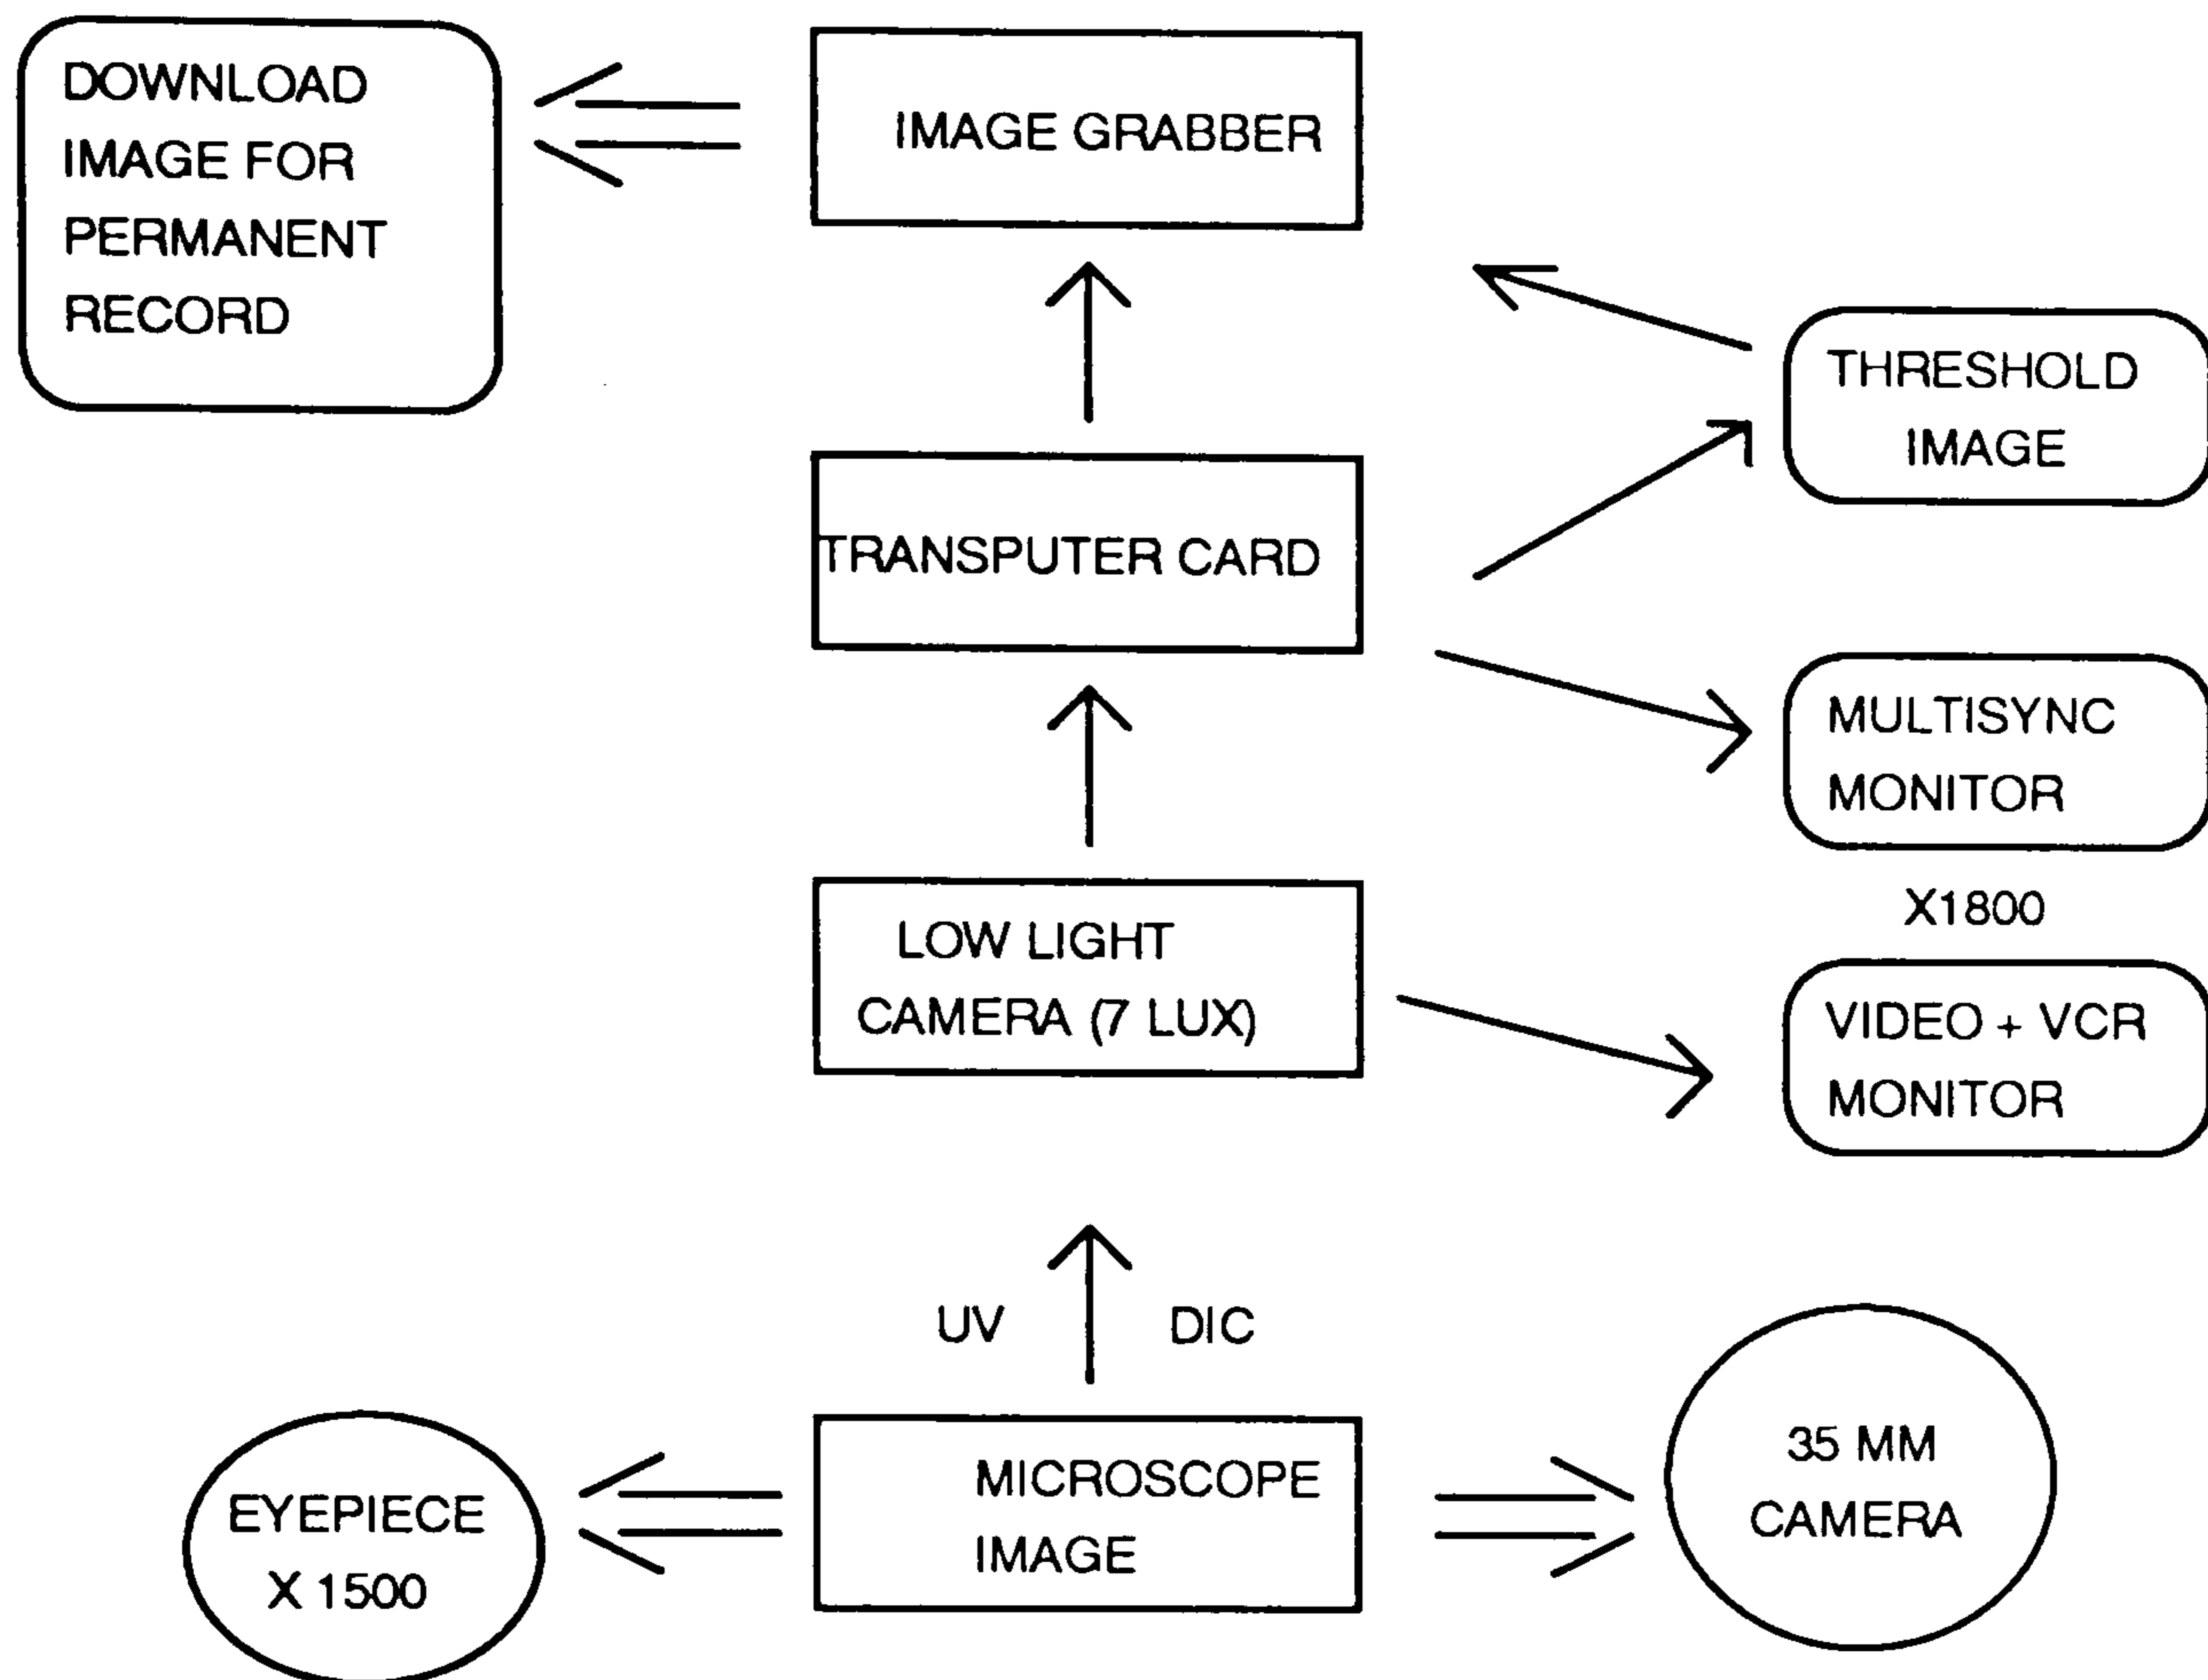 DOWNLOAD
IMAGE FOR
PERMANENT
RECORD
IMAGE GRABBER
THRESHOLD
IMAGE
TRANSPUTER CARD
MULTISYNC
MONITOR
X1800
LOW LIGHT
CAMERA (7 LUX)
VIDEO + VCR
MONITOR
UV
DIC
EYEPIECE
X 1500
MICROSCOPE
IMAGE
35 MM
CAMERA